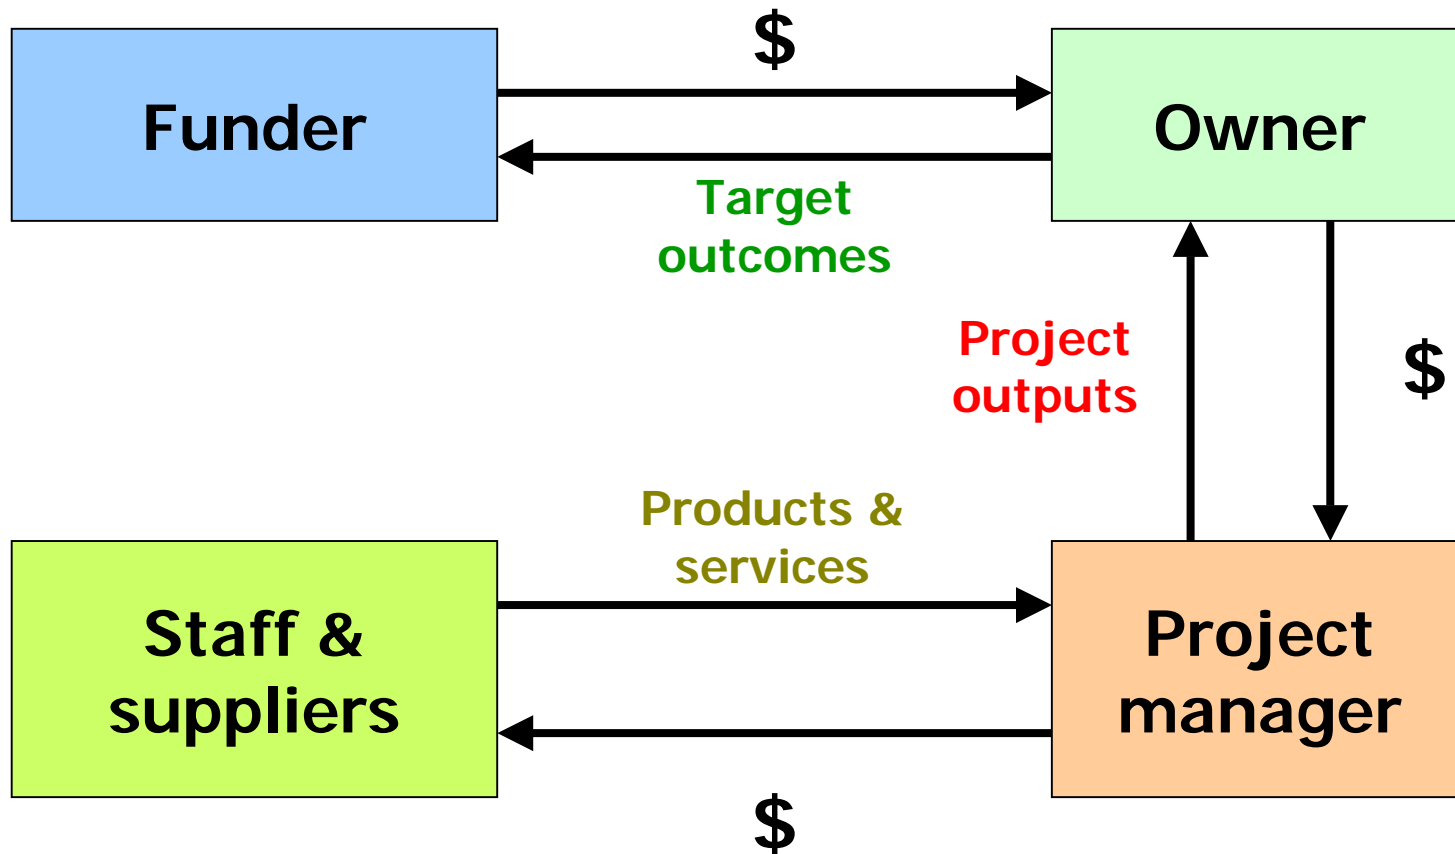 $
Funder
Owner
Target
outcomes
Project
outputs
$
Products &
services
Staff &
suppliers
Project
manager
$